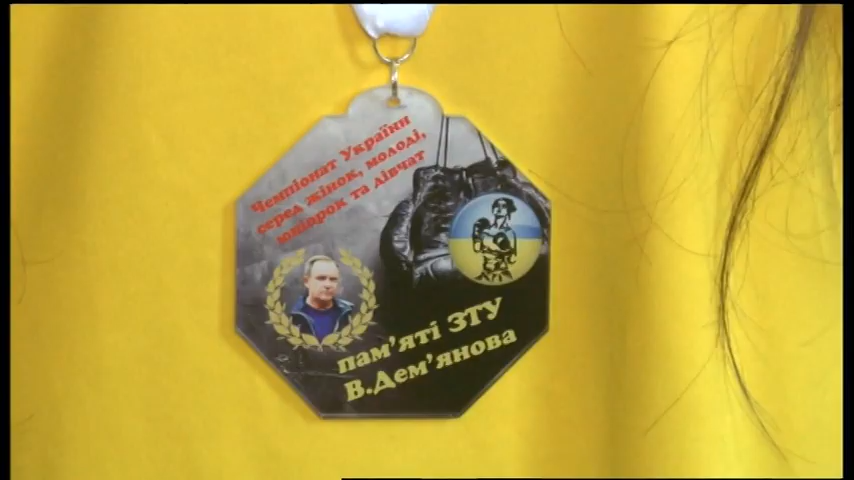 Чемпіонат України
серед жінок, молоді,
юніорок та дівчат
пам'яті ЗТУ
В.Дем'янова